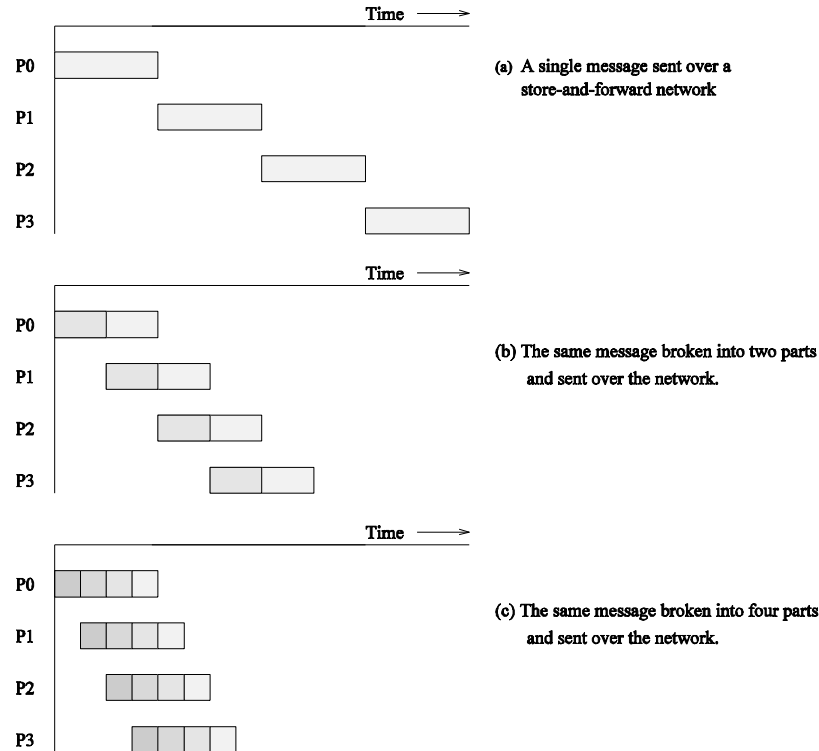 Time
P0
(a) A single message sent over a
store-and-forward network
P1
P2
P3
Time
P0
(b) The same message broken into two parts
and sent over the network.
P1
P2
P3
Time
P0
(c) The same message broken into four parts
and sent over the network.
P1
P2
P3